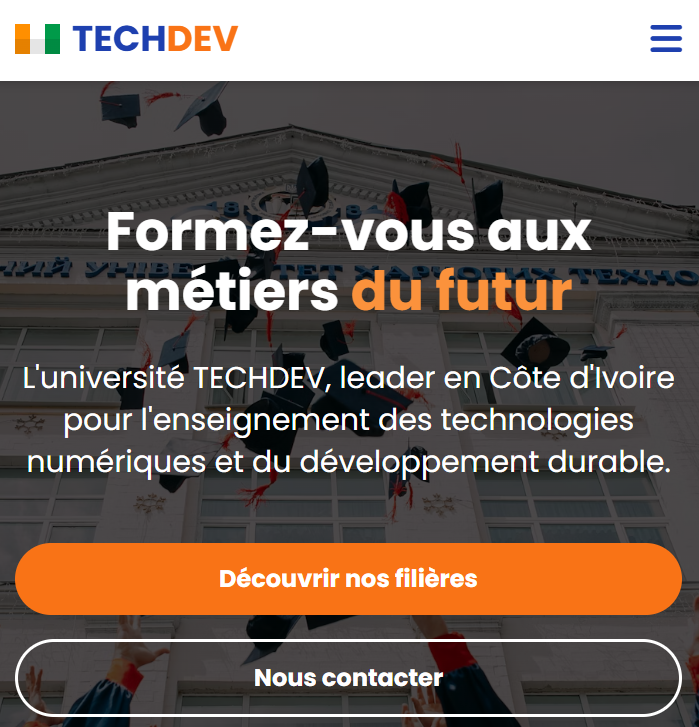 TECHDEV
Formez-vous aux
métiers du futur
L'université TECHDEV, leader en Côte d'Ivoire
pour l'enseignement des technologies
numériques et du développement durable.
Découvrir nos filières
Nous contacter